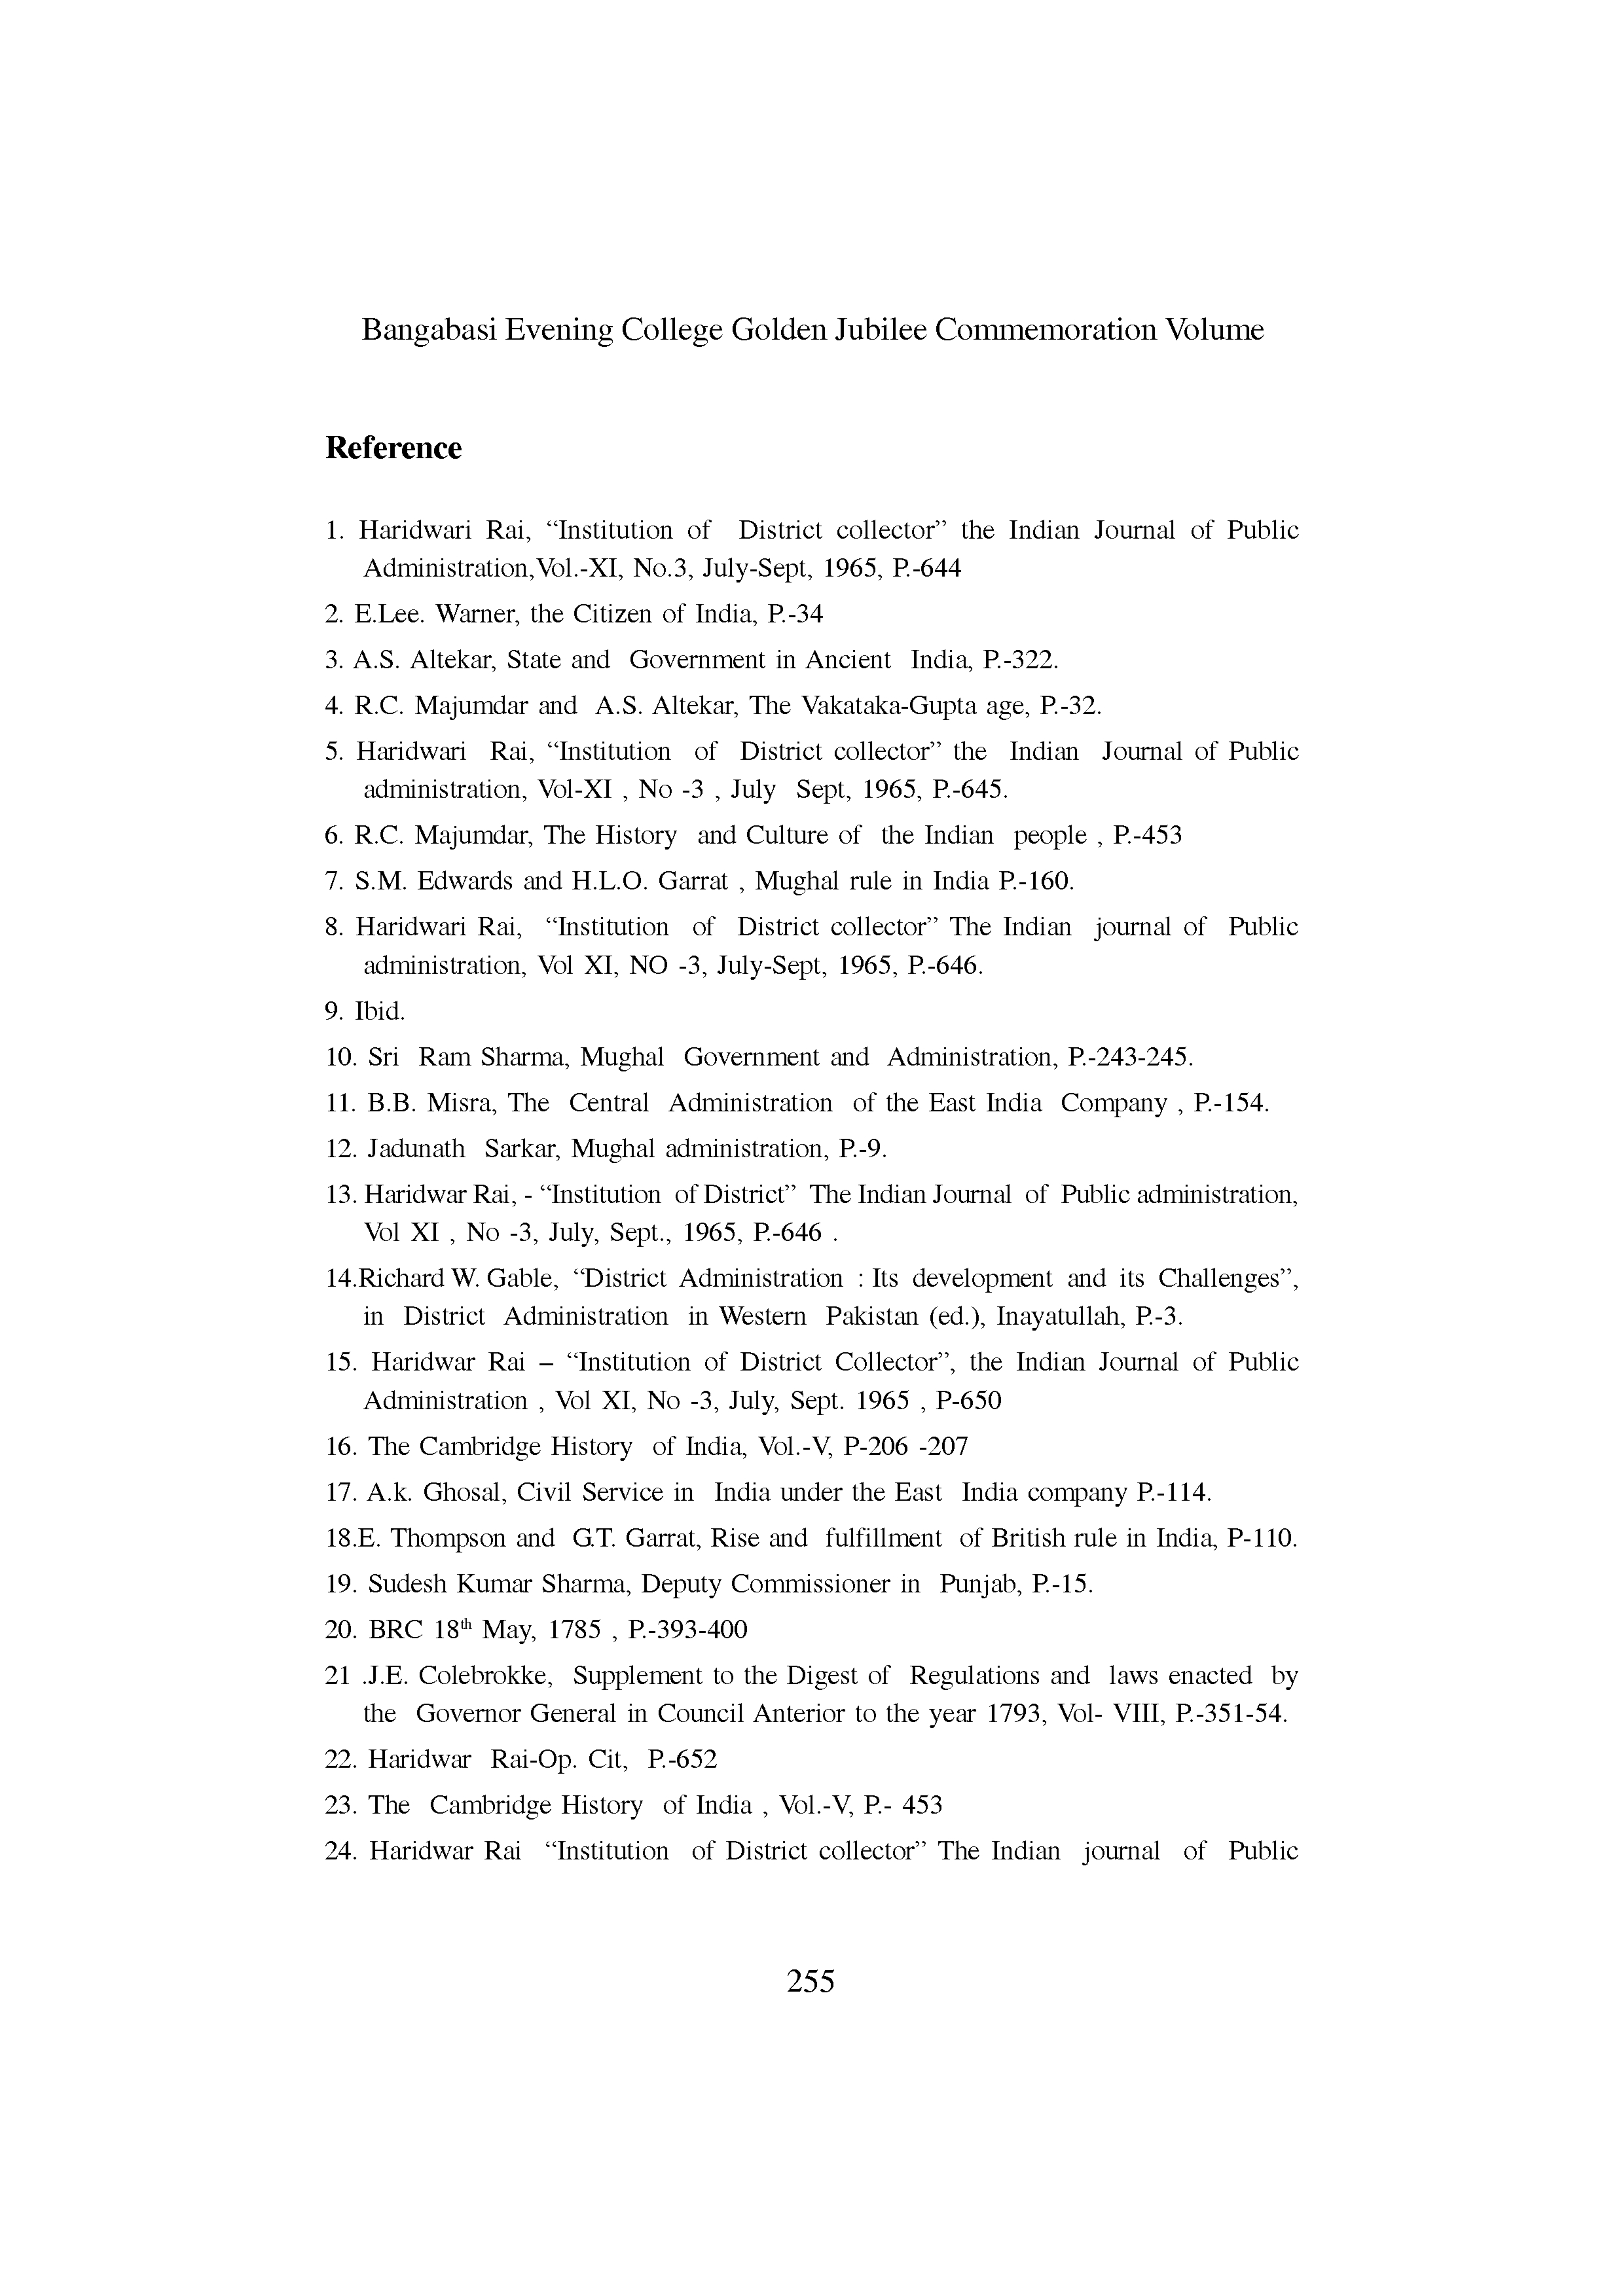 Bangabasi Evening College Golden Jubilee Commemoration Volume
Reference
1. Haridwari Rai, “Institution of District collector” the Indian Journal of Public
Administration,Vol.-XI, No.3, July-Sept, 1965, P.-644
2. E.Lee. Warner, the Citizen of India, P.-34
3. A.S. Altekar, State and Government in Ancient India, P.-322.
4. R.C. Majumdar and A.S. Altekar, The Vakataka-Gupta age, P.-32.
5. Haridwari Rai, “Institution of District collector” the Indian Journal of Public
administration, Vol-XI , No -3 , July Sept, 1965, P.-645.
6. R.C. Majumdar, The History and Culture of the Indian people , P.-453
7. S.M. Edwards and H.L.O. Garrat , Mughal rule in India P.-160.
8. Haridwari Rai, “Institution of District collector” The Indian journal of Public
administration, Vol XI, NO -3, July-Sept, 1965, P.-646.
9. Ibid.
10. Sri Ram Sharma, Mughal Government and Administration, P.-243-245.
11. B.B. Misra, The Central Administration of the East India Company , P.-154.
12. Jadunath Sarkar, Mughal administration, P.-9.
13. Haridwar Rai, - “Institution of District” The Indian Journal of Public administration,
Vol XI , No -3, July, Sept., 1965, P.-646 .
14.Richard W. Gable, “District Administration : Its development and its Challenges”,
in District Administration in Western Pakistan (ed.), Inayatullah, P.-3.
15. Haridwar Rai – “Institution of District Collector”, the Indian Journal of Public
Administration , Vol XI, No -3, July, Sept. 1965 , P-650
16. The Cambridge History of India, Vol.-V, P-206 -207
17. A.k. Ghosal, Civil Service in India under the East India company P.-114.
18.E. Thompson and G.T. Garrat, Rise and fulfillment of British rule in India, P-110.
19. Sudesh Kumar Sharma, Deputy Commissioner in Punjab, P.-15.
20. BRC 18th May, 1785 , P.-393-400
21 .J.E. Colebrokke, Supplement to the Digest of Regulations and laws enacted by
the Governor General in Council Anterior to the year 1793, Vol- VIII, P.-351-54.
22. Haridwar Rai-Op. Cit, P.-652
23. The Cambridge History of India , Vol.-V, P.- 453
24. Haridwar Rai “Institution of District collector” The Indian journal of Public
255